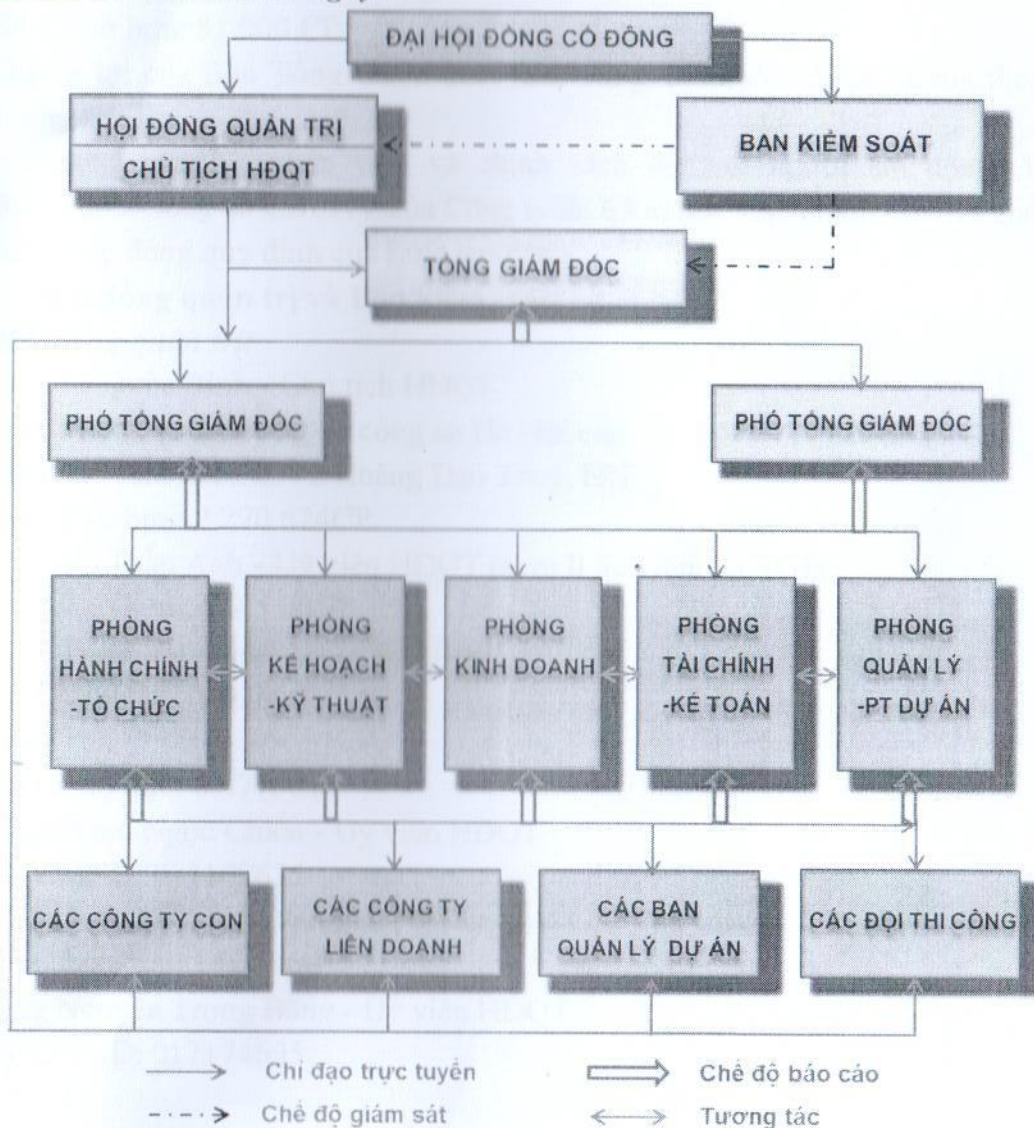 ĐẠI HỘI ĐỒNG CỔ ĐÔNG
HỘI ĐỒNG QUẢN TRỊ
CHỦ TỊCH HĐQT
BAN KIỂM SOÁT
TỔNG GIÁM ĐỐC
PHÓ TỔNG GIÁM ĐỐC
PHÓ TỔNG GIÁM ĐỐC
PHÒNG
HÀNH CHÍNH
-TỔ CHỨC
PHÒNG
KẾ HOẠCH
-KỸ THUẬT
PHÒNG
KINH DOANH
PHÒNG
TÀI CHÍNH
-KẾ TOÁN
PHÒNG
QUẢN LÝ
-PT DỰ ÁN
CÁC CÔNG TY CON
CÁC CÔNG TY
LIÊN DOANH
CÁC BAN
QUẢN LÝ DỰ ÁN
CÁC ĐỘI THI CÔNG
Chỉ đạo trực tuyến
Chế độ báo cáo
Chế độ giám sát
Tương tác